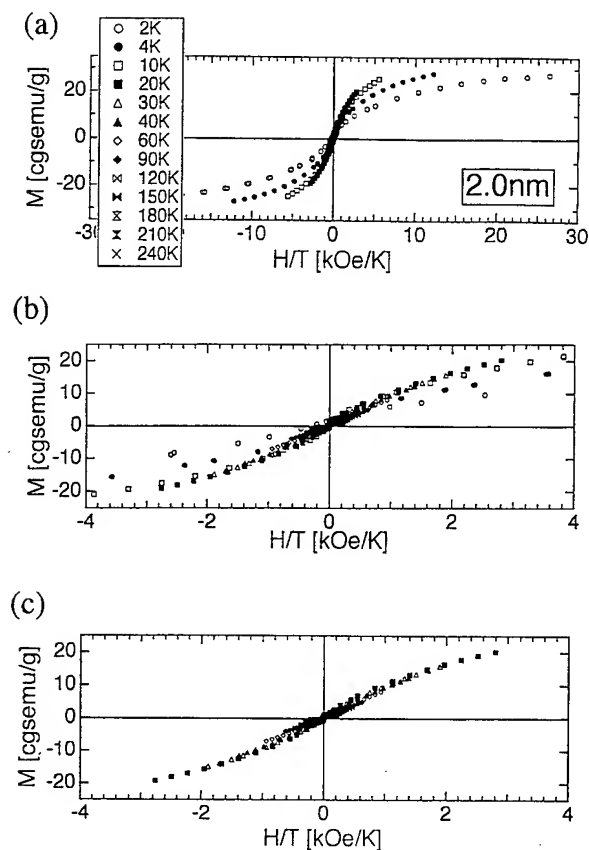 (a)
2K
4K
10K
20K
30K
40K
60K
90K
120K
150K
180K
210K
240K
M [cgsemu/g]
20
0
-20
2.0nm
-30
-10
0
10
20
30
H/T [kOe/K]
(b)
M [cgsemu/g]
20
10
0
-10
-20
-4
-2
0
2
4
H/T [kOe/K]
(c)
M [cgsemu/g]
20
10
0
-10
-20
-4
-2
0
2
4
H/T [kOe/K]